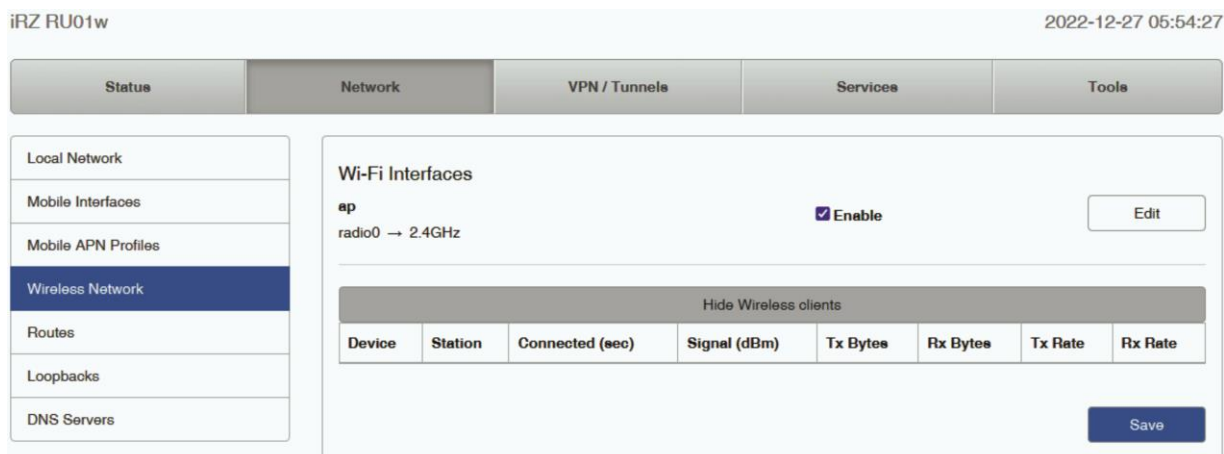 iRZ RU01w
2022-12-27 05:54:27
Status
Network
VPN / Tunnels
Services
Tools
Local Network
Mobile Interfaces
Mobile APN Profiles
Wireless Network
Routes
Loopbacks
DNS Servers
Wi-Fi Interfaces
ap
radio0 → 2.4GHz
Enable
Edit
Hide Wireless clients
Device Station Connected (sec) Signal (dBm) Tx Bytes Rx Bytes Tx Rate Rx Rate
Save